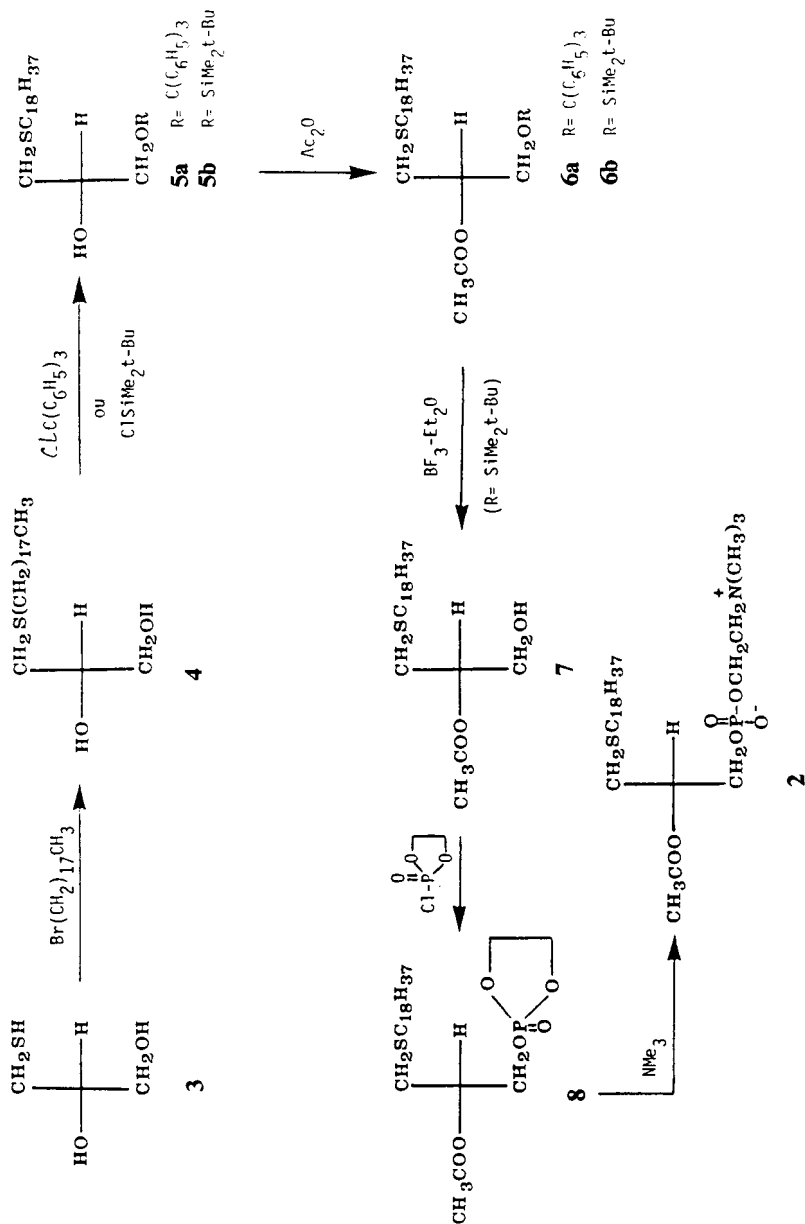 CH₂SH
HO H
CH₂OH
3
Br(CH₂)₁₇CH₃
CH₂S(CH₂)₁₇CH₃
HO H
CH₂OH
4
CLC(C₆H₅)₃
ou
ClSiMe₂t-Bu
CH₂SC₁₈H₃₇
HO H
CH₂OR
5a R= C(C₆H₅)₃
5b R= SiMe₂t-Bu
Ac₂O
CH₂SC₁₈H₃₇
CH₃COO H
CH₂OR
6a R= C(C₆H₅)₃
6b R= SiMe₂t-Bu
BF₃-Et₂O
(R= SiMe₂t-Bu)
CH₂SC₁₈H₃₇
CH₃COO H
CH₂OH
7
O O
Cl-P
O
CH₂SC₁₈H₃₇
CH₃COO H
O
CH₂OP O
O
8
NMe₃
CH₂SC₁₈H₃₇
CH₃COO H
O
CH₂OP-OCH₂CH₂N(CH₃)₃
+
O-
2